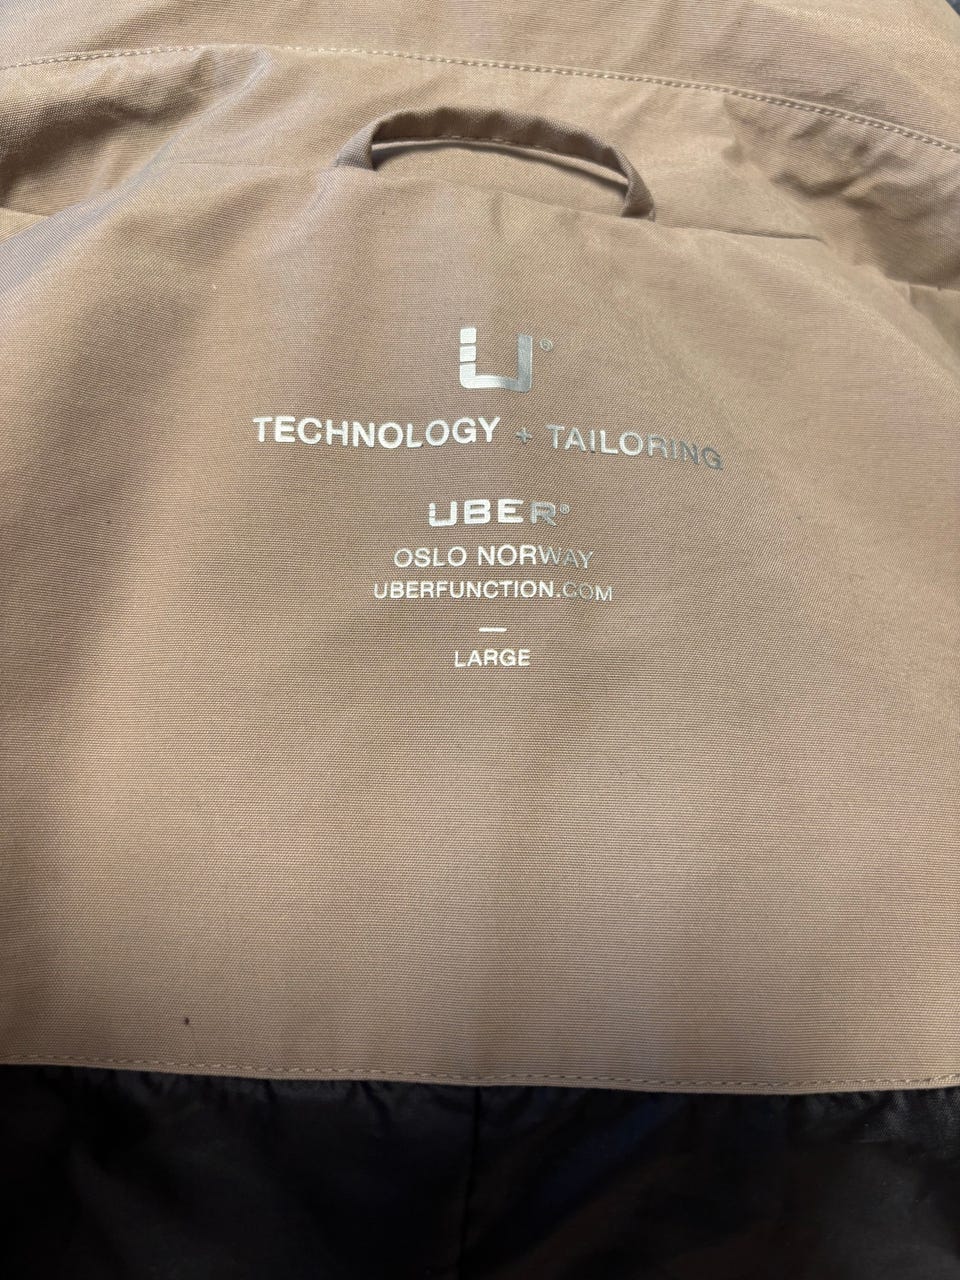 U®
TECHNOLOGY + TAILORING
UBER®
OSLO NORWAY
UBERFUNCTION.COM
—
LARGE